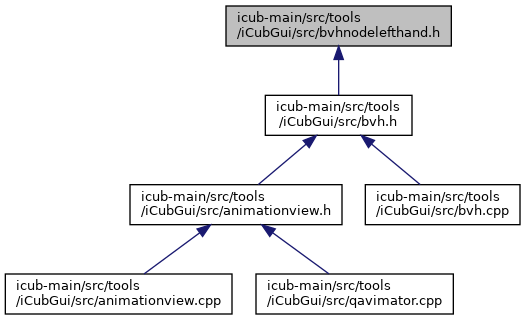 icub-main/src/tools
/iCubGui/src/bvhnodelefthand.h
icub-main/src/tools
/iCubGui/src/bvh.h
icub-main/src/tools
/iCubGui/src/animationview.h
icub-main/src/tools
/iCubGui/src/bvh.cpp
icub-main/src/tools
/iCubGui/src/animationview.cpp
icub-main/src/tools
/iCubGui/src/qavimator.cpp